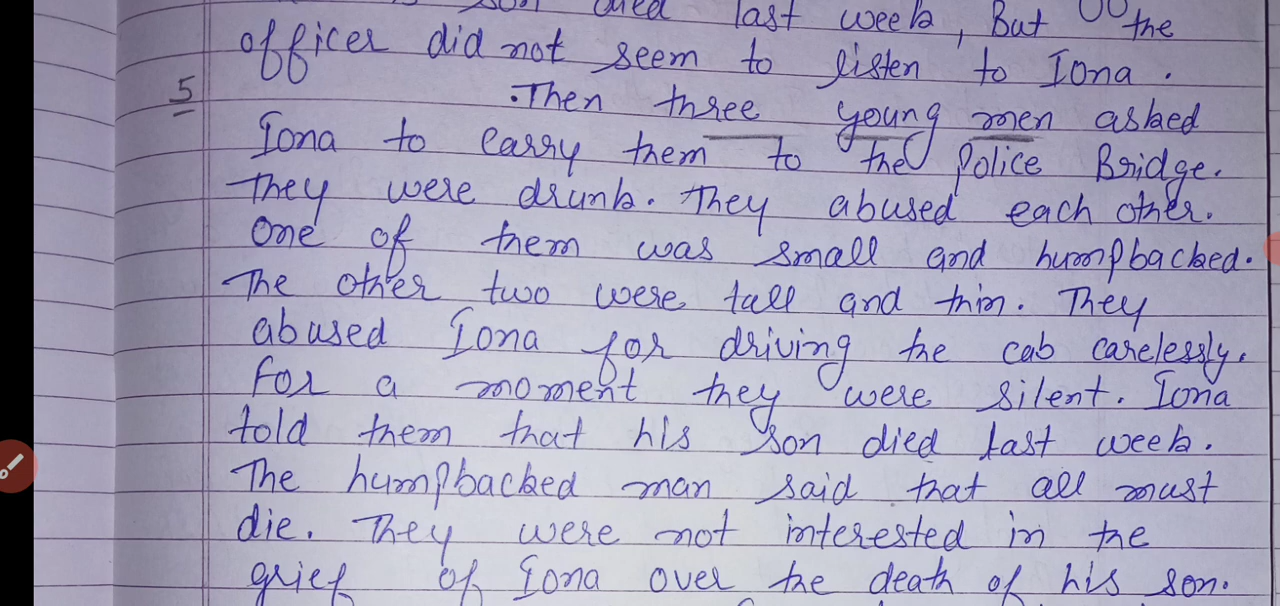 son died last week, But the
officer did not seem to listen to Iona.
5
Then three young men asked
Iona to carry them to the Police Bridge.
They were drunk. They abused each other.
One of them was small and humpbacked.
The other two were tall and thin. They
abused Iona for driving the cab carelessly.
For a moment they were silent. Iona
told them that his son died last week.
The humpbacked man said that all must
die. They were not interested in the
grief of Iona over the death of his son.